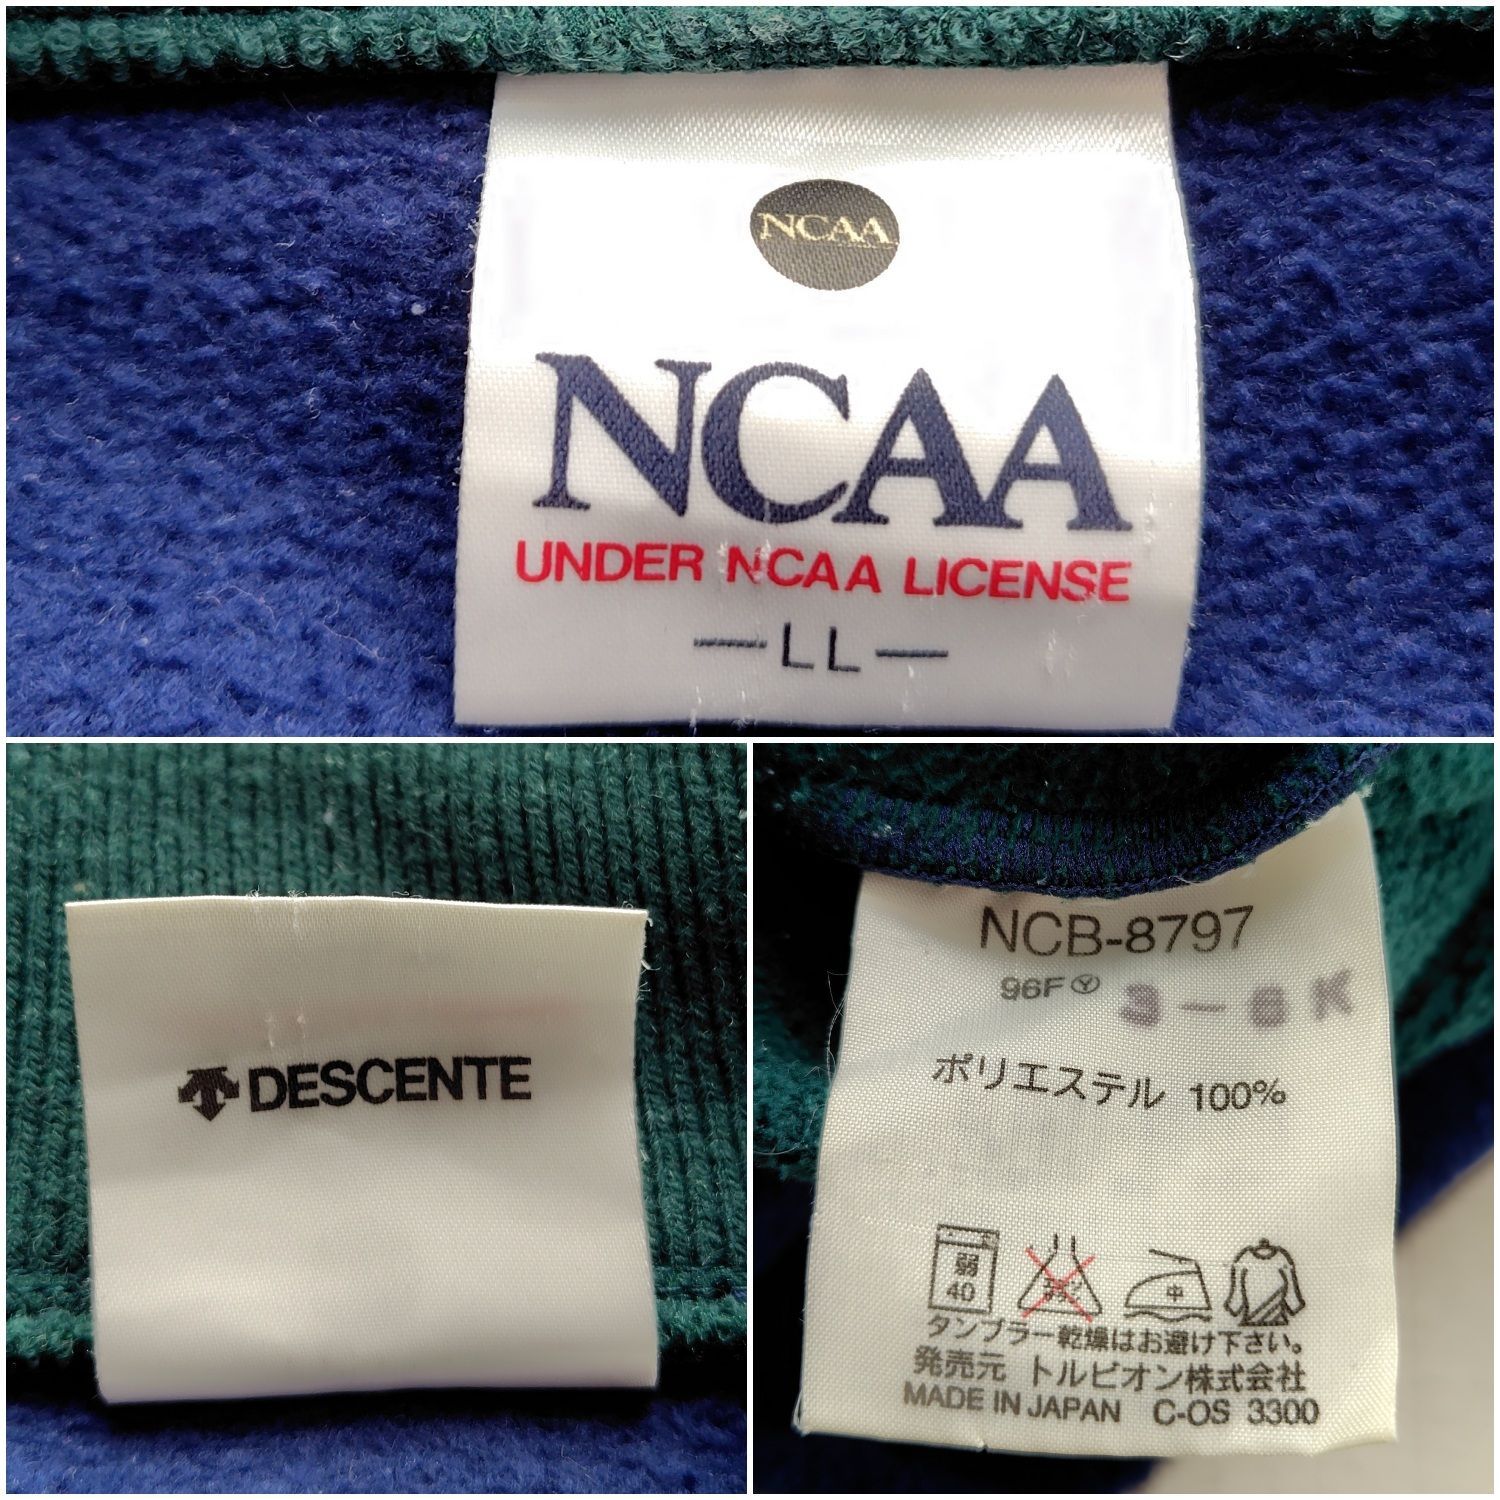 NCAA
NCAA
UNDER NCAA LICENSE
—LL—
DESCENTE
NCB-8797
96F Ⓨ 3-6K
ポリエステル 100%
弱 中
40
タンブラー乾燥はお避け下さい。
発売元 トルビオン株式会社
MADE IN JAPAN C-OS 3300